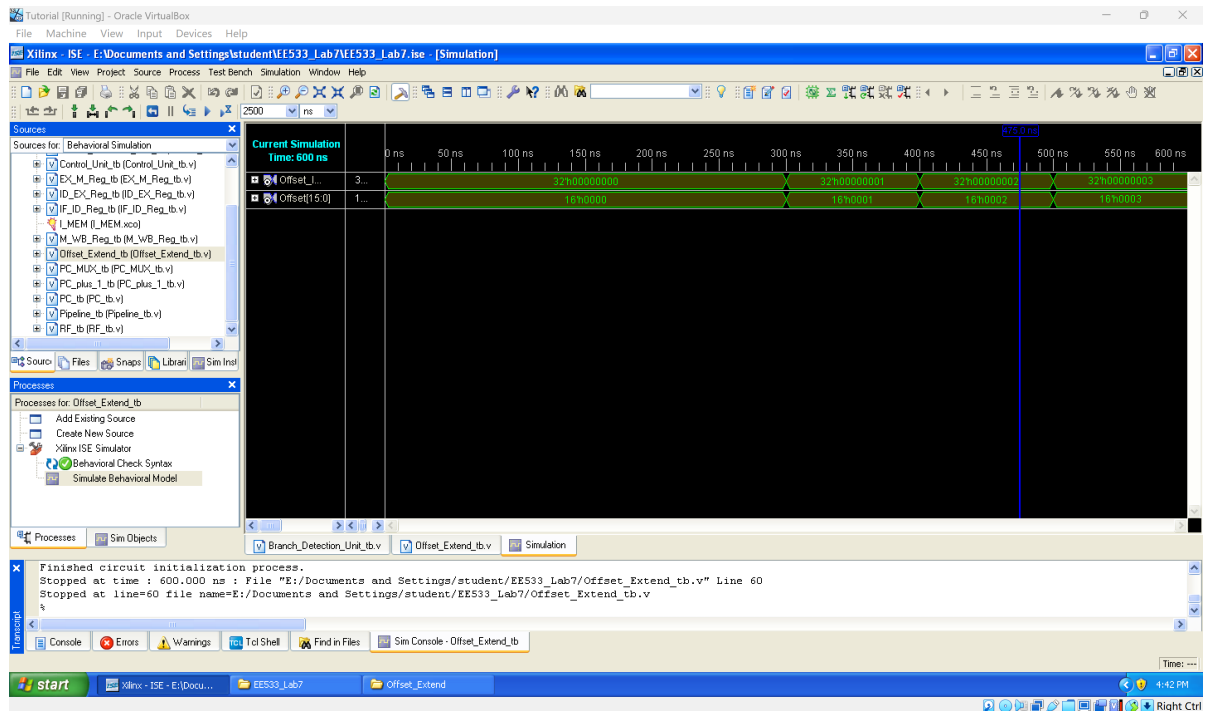 Tutorial [Running] - Oracle VirtualBox
File Machine View Input Devices Help
Xilinx - ISE - E:\Documents and Settings\student\EE533_Lab7\EE533_Lab7.ise - [Simulation]
File Edit View Project Source Process Test Bench Simulation Window Help
2500 ns
Sources
Sources for: Behavioral Simulation
Control_Unit_tb (Control_Unit_tb.v)
EX_M_Reg_tb (EX_M_Reg_tb.v)
ID_EX_Reg_tb (ID_EX_Reg_tb.v)
IF_ID_Reg_tb (IF_ID_Reg_tb.v)
I_MEM (I_MEM.xco)
M_WB_Reg_tb (M_WB_Reg_tb.v)
Offset_Extend_tb (Offset_Extend_tb.v)
PC_MUX_tb (PC_MUX_tb.v)
PC_plus_1_tb (PC_plus_1_tb.v)
PC_tb (PC_tb.v)
Pipeline_tb (Pipeline_tb.v)
RF_tb (RF_tb.v)
Sourc Files Snaps Librari Sim Inst
Processes
Processes for: Offset_Extend_tb
Add Existing Source
Create New Source
Xilinx ISE Simulator
Behavioral Check Syntax
Simulate Behavioral Model
Processes Sim Objects
Current Simulation
Time: 600 ns
475.0 ns
0 ns 50 ns 100 ns 150 ns 200 ns 250 ns 300 ns 350 ns 400 ns 450 ns 500 ns 550 ns 600 ns
Offset_I... 3... 32'h00000000 32'h00000001 32'h00000002 32'h00000003
Offset[15:0] 1... 16'h0000 16'h0001 16'h0002 16'h0003
Branch_Detection_Unit_tb.v Offset_Extend_tb.v Simulation
Finished circuit initialization process.
Stopped at time : 600.000 ns : File "E:/Documents and Settings/student/EE533_Lab7/Offset_Extend_tb.v" Line 60
Stopped at line=60 file name=E:/Documents and Settings/student/EE533_Lab7/Offset_Extend_tb.v
%
Transcript
Console Errors Warnings Tcl Shell Find in Files Sim Console - Offset_Extend_tb
Time: ---
start Xilinx - ISE - E:\Docu... EE533_Lab7 Offset_Extend 4:42 PM
Right Ctrl